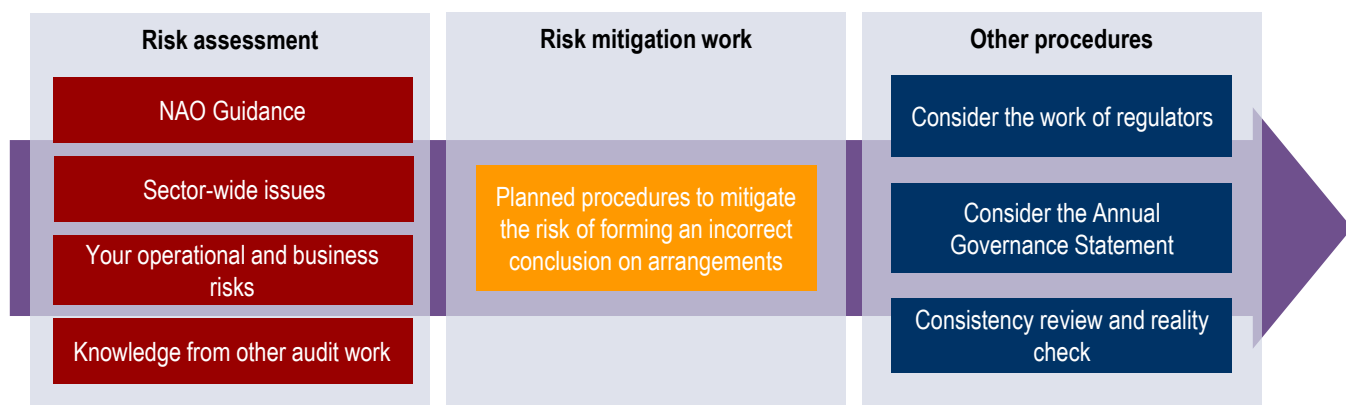 Risk assessment
NAO Guidance
Sector-wide issues
Your operational and business
risks
Knowledge from other audit work
Risk mitigation work
Planned procedures to mitigate
the risk of forming an incorrect
conclusion on arrangements
Other procedures
Consider the work of regulators
Consider the Annual
Governance Statement
Consistency review and reality
check